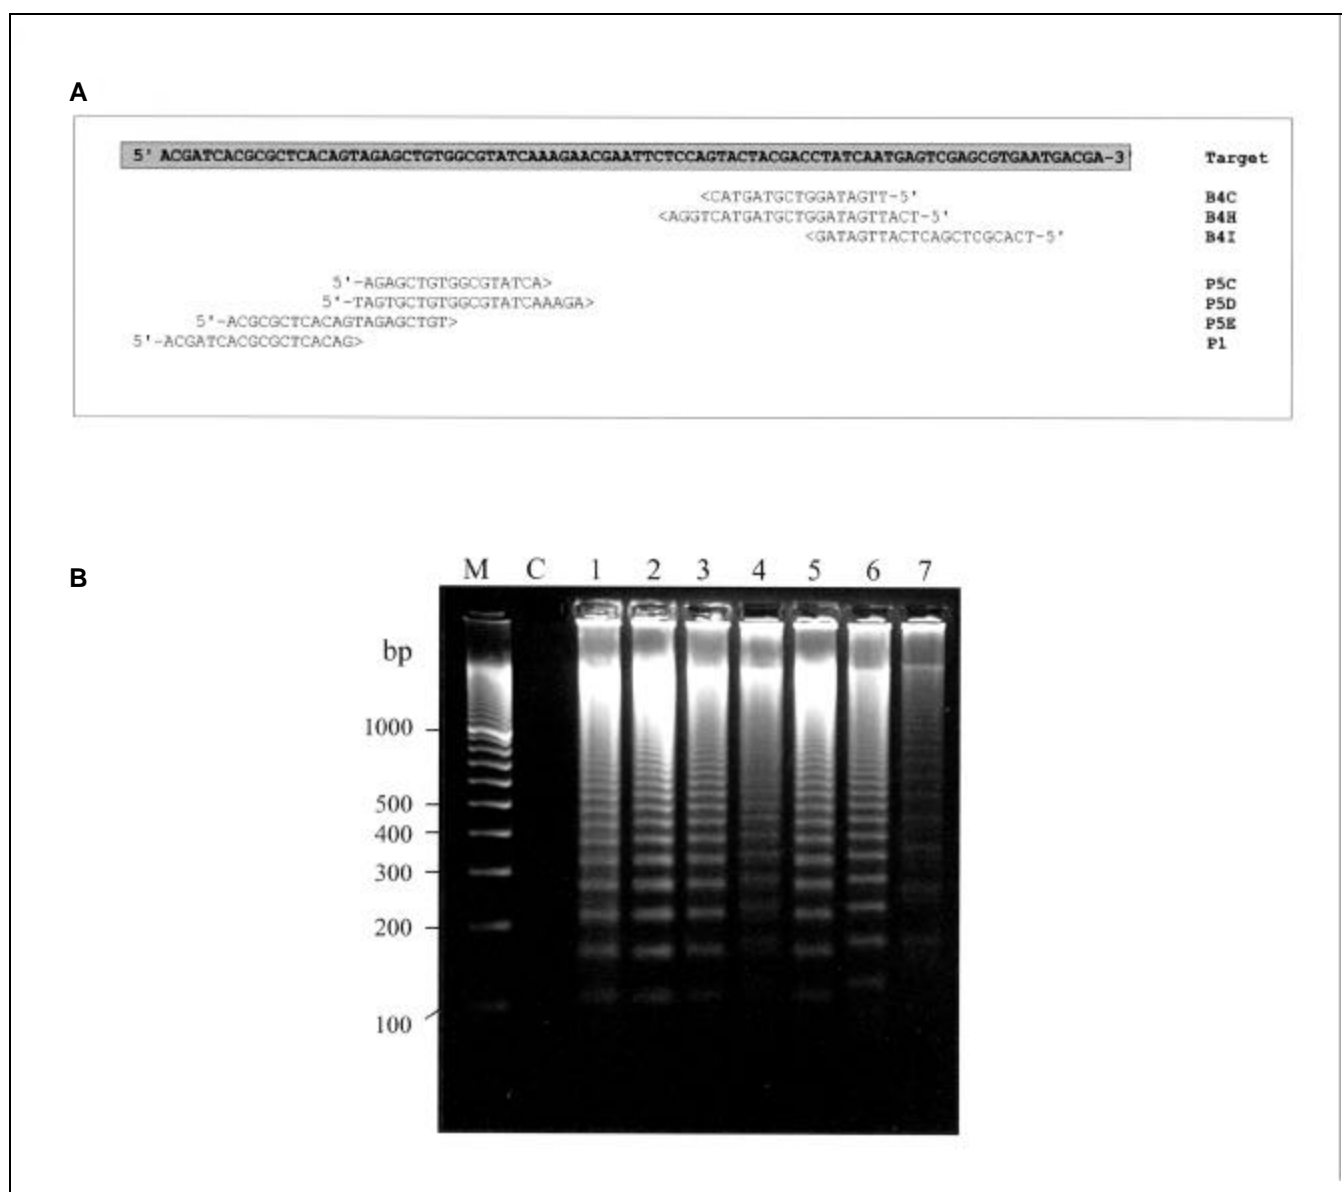 A
5' ACGATCACGCGCTCACAGTAGAGCTGTGGCGTATCAAAGAACGAATTCTCCAGTACTACGACCTATCAATGAGTCGAGCGTGAATGACGA-3' Target
<CATGATGCTGGATAGTT-5' B4C
<AGGTCATGATGCTGGATAGTTACT-5' B4H
<GATAGTTACTCAGCTCGCACT-5' B4I
5'-AGAGCTGTGGCGTATCA> P5C
5'-TAGTGCTGTGGCGTATCAAAGA> P5D
5'-ACGCGCTCACAGTAGAGCTGT> P5E
5'-ACGATCACGCGCTCACAG> P1
B
M C 1 2 3 4 5 6 7
bp
1000
500
400
300
200
100